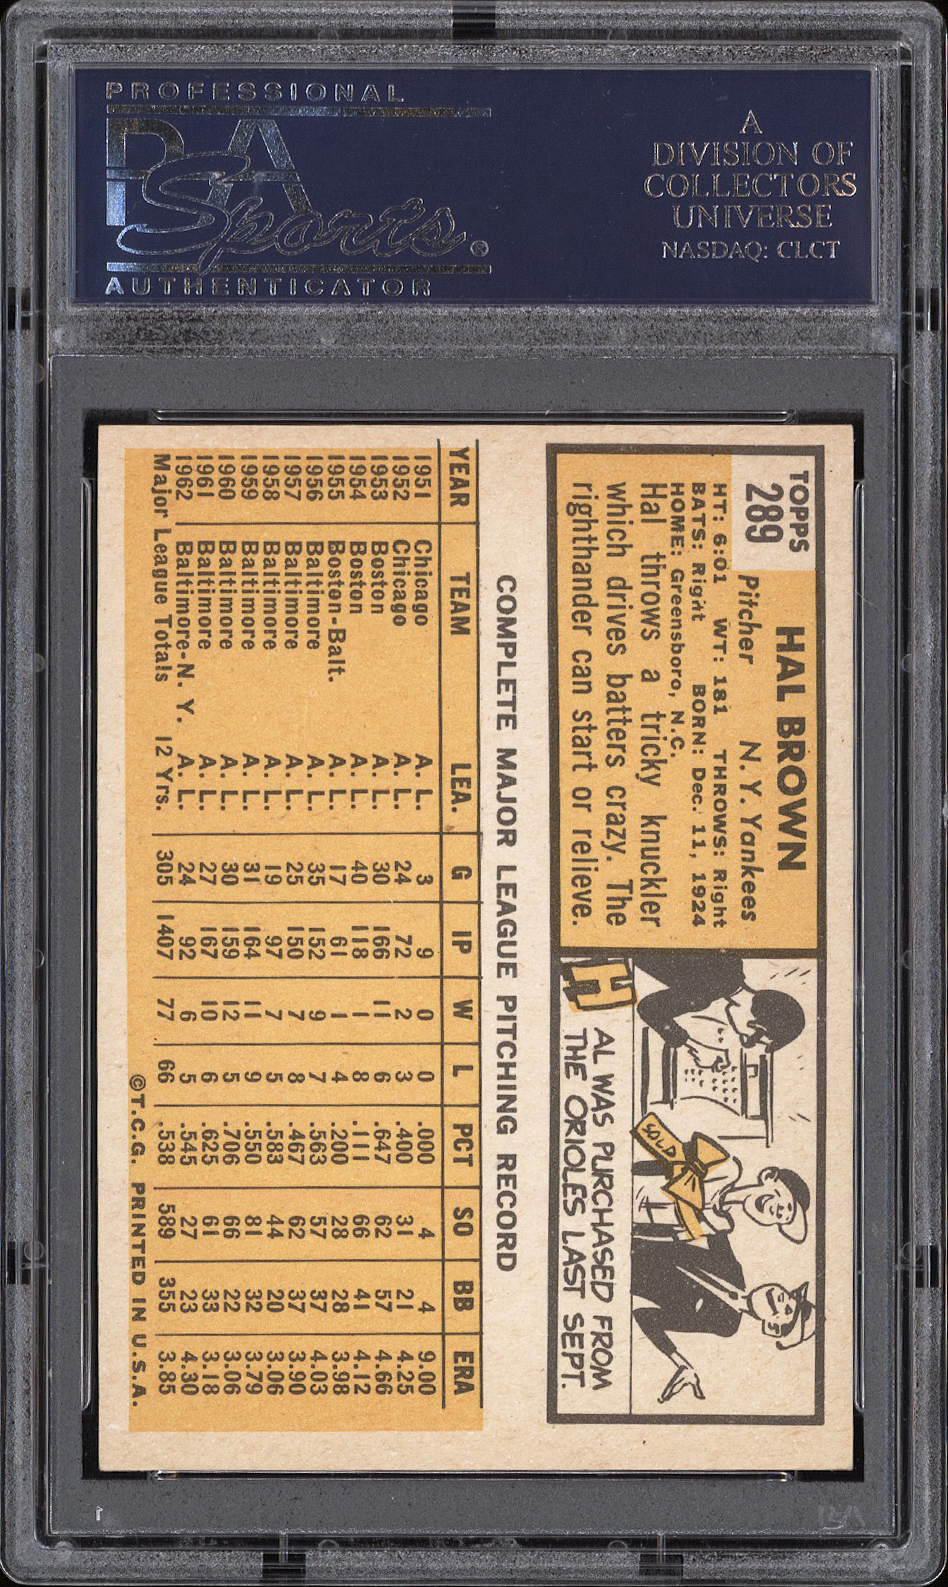 PROFESSIONAL
PSA
Sports®
AUTHENTICATOR
A
DIVISION OF
COLLECTORS
UNIVERSE
NASDAQ: CLCT
TOPPS
289
HAL BROWN
Pitcher N. Y. Yankees
HT: 6:01 WT: 181 THROWS: Right
BATS: Right BORN: Dec. 11, 1924
HOME: Greensboro, N.C.
Hal throws a tricky knuckler
which drives batters crazy. The
righthander can start or relieve.
SOLD
HAL WAS PURCHASED FROM
THE ORIOLES LAST SEPT.
COMPLETE MAJOR LEAGUE PITCHING RECORD
YEAR TEAM LEA. G IP W L PCT SO BB ERA
1951 Chicago A. L. 3 9 0 0 .000 4 4 9.00
1952 Chicago A. L. 24 72 2 3 .400 31 21 4.25
1953 Boston A. L. 30 166 11 6 .647 62 57 4.66
1954 Boston A. L. 40 118 1 8 .111 66 41 4.12
1955 Boston-Balt. A. L. 17 61 1 4 .200 28 28 3.98
1956 Baltimore A. L. 35 152 9 7 .563 57 37 4.03
1957 Baltimore A. L. 25 150 7 8 .467 62 37 3.90
1958 Baltimore A. L. 19 97 7 5 .583 44 20 3.06
1959 Baltimore A. L. 31 164 11 9 .550 81 32 3.79
1960 Baltimore A. L. 30 159 12 5 .706 66 22 3.06
1961 Baltimore A. L. 27 167 10 6 .625 61 33 3.18
1962 Baltimore-N. Y. A. L. 24 92 6 5 .545 27 23 4.30
Major League Totals 12 Yrs. 305 1407 77 66 .538 589 355 3.85
©T.C.G. PRINTED IN U.S.A.
PSA